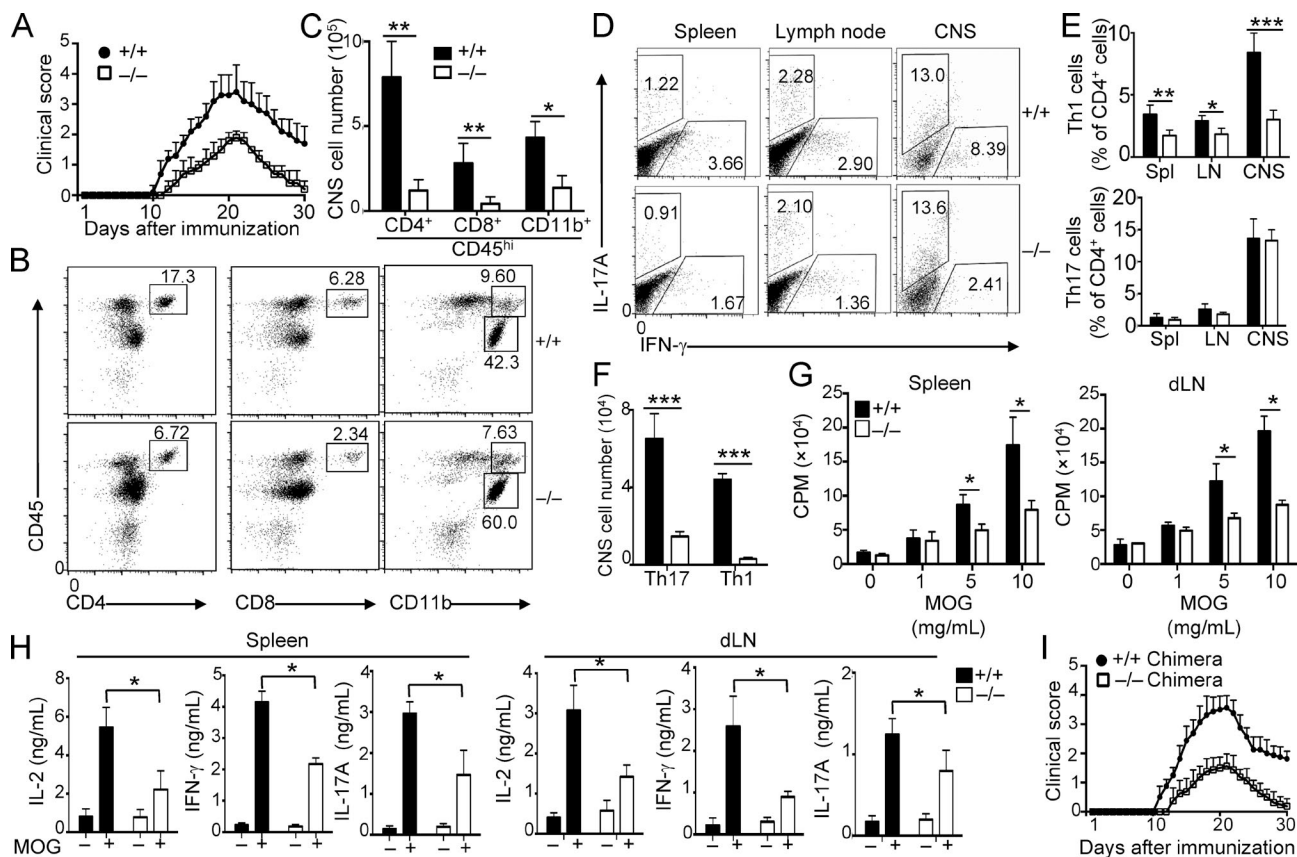 A
Clinical score
5
4
3
2
1
0
+/+
–/–
1 10 20 30
Days after immunization
C
CNS cell number (10⁵)
10
5
0
** ** *
+/+
–/–
CD4⁺ CD8⁺ CD11b⁺
CD45ʰⁱ
B
17.3 6.28 9.60
42.3
+/+
6.72 2.34 7.63
60.0
–/–
CD45
0
CD4 CD8 CD11b
D
Spleen Lymph node CNS
1.22 2.28 13.0
3.66 2.90 8.39
+/+
0.91 2.10 13.6
1.67 1.36 2.41
–/–
IL-17A
0
0
IFN-γ
E
Th1 cells
(% of CD4⁺ cells)
10
5
0
** * ***
Spl LN CNS
Th17 cells
(% of CD4⁺ cells)
20
15
10
5
0
Spl LN CNS
F
CNS cell number (10⁴)
8
4
0
*** ***
Th17 Th1
G
Spleen
CPM (×10⁴)
25
20
15
10
5
0
+/+
–/–
* *
0 1 5 10
MOG
(mg/mL)
dLN
CPM (×10⁴)
25
20
15
10
5
0
* *
0 1 5 10
MOG
(mg/mL)
H
Spleen
IL-2 (ng/mL)
9
6
3
0
*
IFN-γ (ng/mL)
5
4
3
2
1
0
*
IL-17A (ng/mL)
4
3
2
1
0
*
dLN
IL-2 (ng/mL)
4
3
2
1
0
*
IFN-γ (ng/mL)
4
3
2
1
0
*
IL-17A (ng/mL)
2
1
0
*
+/+
–/–
MOG – + – + – + – + – + – + – + – + – + – + – + – +
I
Clinical score
5
4
3
2
1
0
+/+ Chimera
–/– Chimera
1 10 20 30
Days after immunization